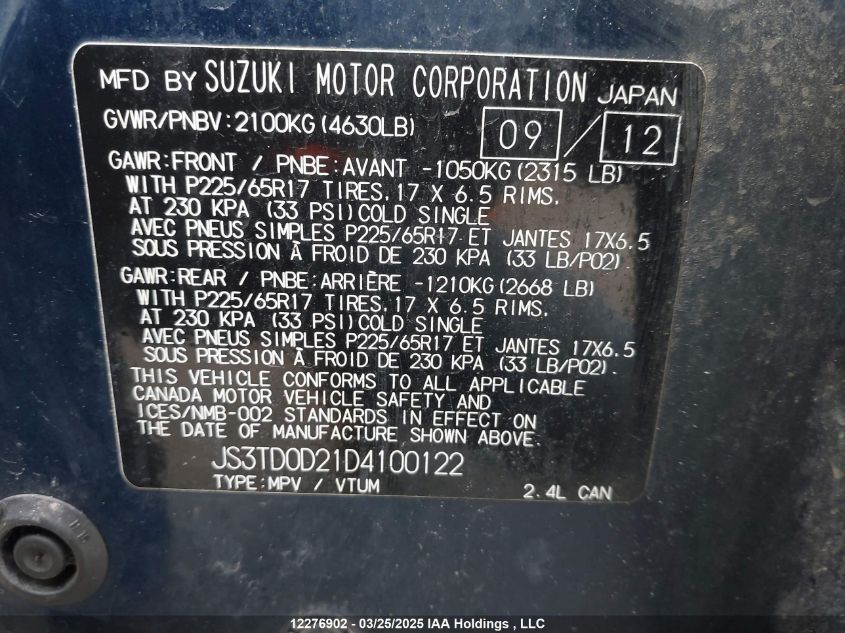 MFD BY SUZUKI MOTOR CORPORATION JAPAN
GVWR/PNBV:2100KG(4630LB) 09 / 12
GAWR:FRONT / PNBE:AVANT -1050KG(2315 LB)
WITH P225/65R17 TIRES,17 X 6.5 RIMS,
AT 230 KPA (33 PSI)COLD SINGLE
AVEC PNEUS SIMPLES P225/65R17 ET JANTES 17X6.5
SOUS PRESSION À FROID DE 230 KPA (33 LB/PO2).
GAWR:REAR / PNBE:ARRIÈRE -1210KG(2668 LB)
WITH P225/65R17 TIRES,17 X 6.5 RIMS,
AT 230 KPA (33 PSI)COLD SINGLE
AVEC PNEUS SIMPLES P225/65R17 ET JANTES 17X6.5
SOUS PRESSION À FROID DE 230 KPA (33 LB/PO2).
THIS VEHICLE CONFORMS TO ALL APPLICABLE
CANADA MOTOR VEHICLE SAFETY AND
ICES/NMB-002 STANDARDS IN EFFECT ON
THE DATE OF MANUFACTURE SHOWN ABOVE.
JS3TD0D21D4100122
TYPE:MPV / VTUM 2.4L CAN
12276902 - 03/25/2025 IAA Holdings , LLC